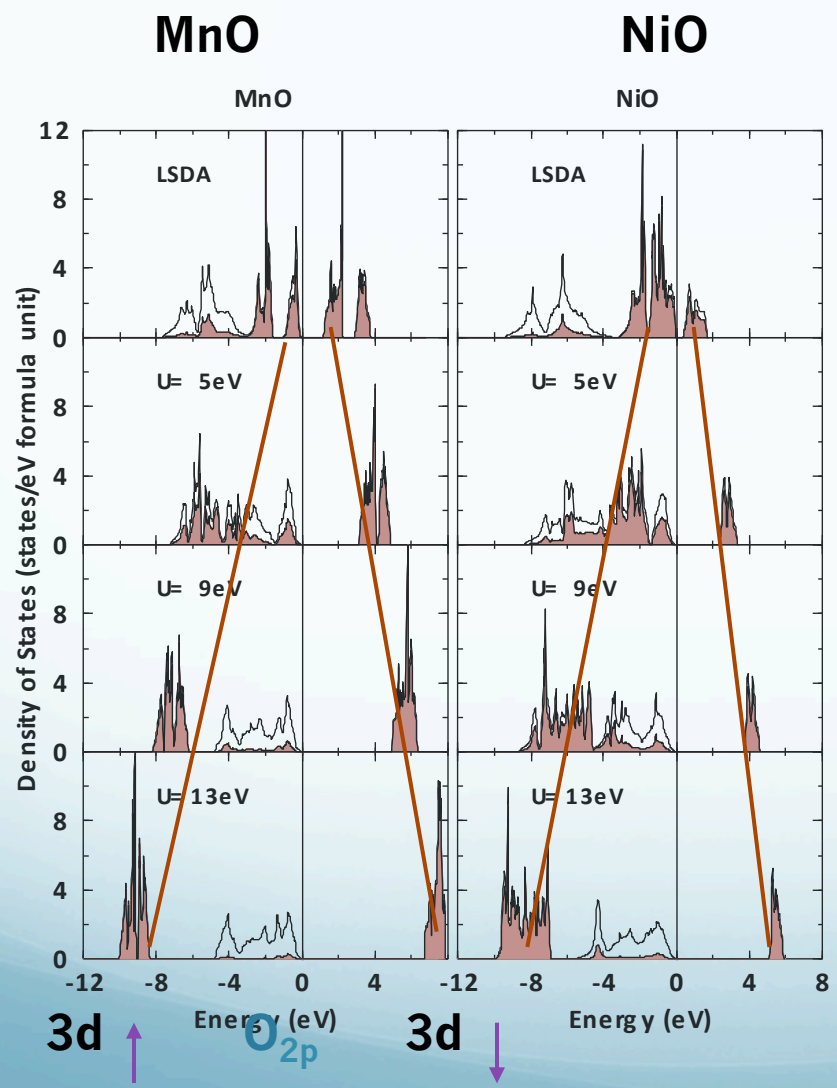 MnO NiO
MnO NiO
Density of States (states/eV formula unit)
12
8
4
0
LSDA LSDA
8
4
0
U= 5eV U= 5eV
8
4
0
U= 9eV U= 9eV
8
4
0
U= 13eV U= 13eV
-12 -8 -4 0 4 -12 -8 -4 0 4 8
Energy (eV) Energy (eV)
3d O2p 3d